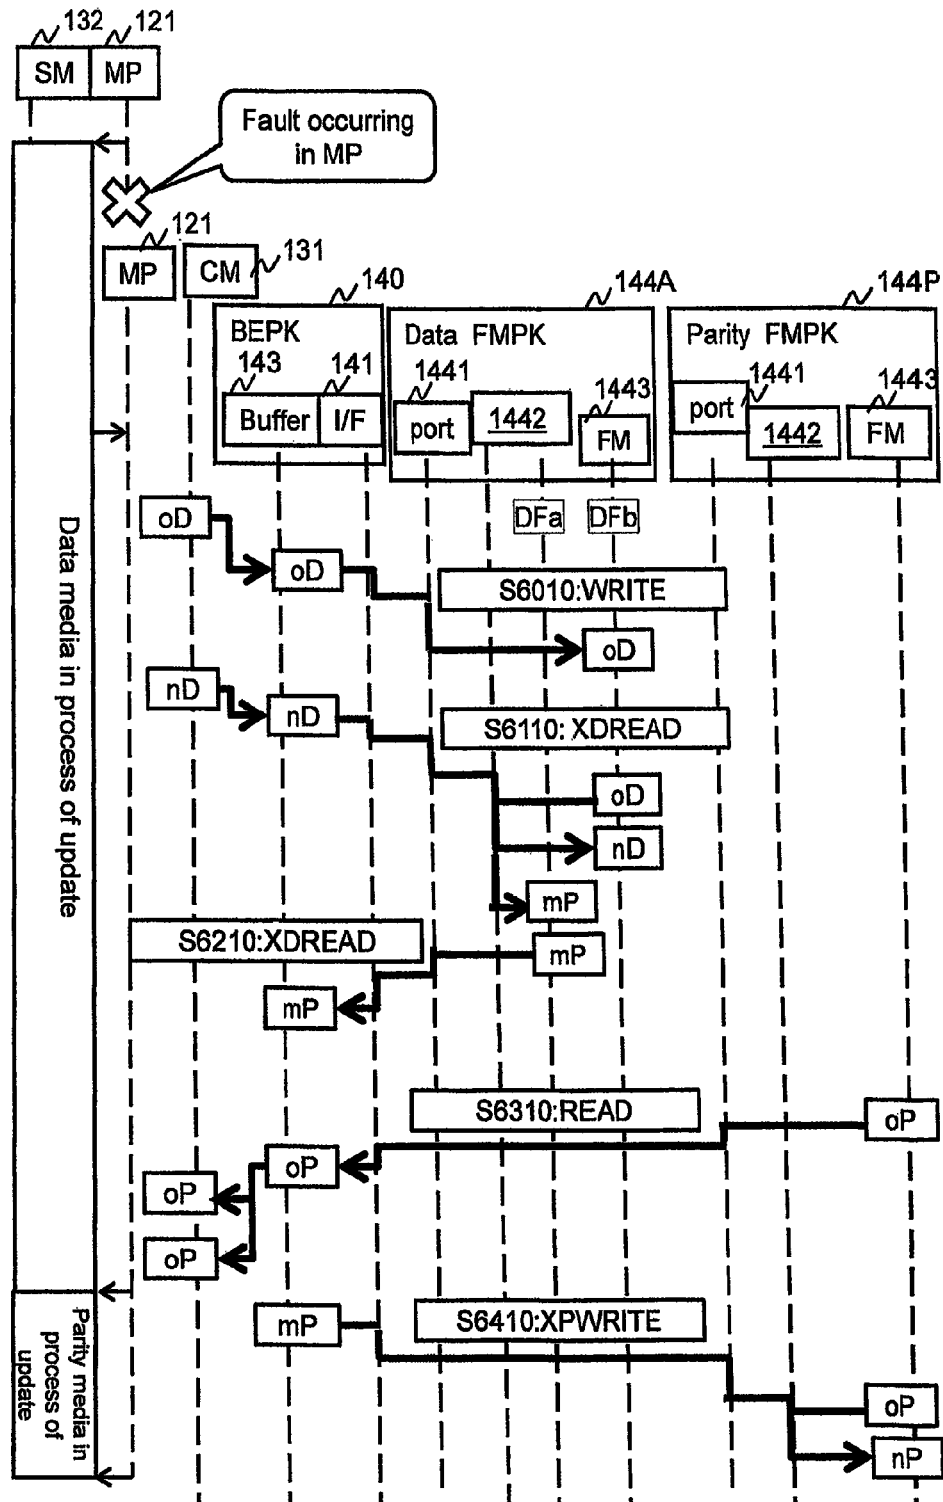 132
121
SM
MP
Fault occurring
in MP
121
MP
CM
131
140
144A
144P
BEPK
Data FMPK
Parity FMPK
143
141
1441
1443
1441
1443
Buffer
I/F
port
1442
FM
port
1442
FM
DFa
DFb
oD
oD
S6010:WRITE
oD
nD
nD
S6110: XDREAD
oD
nD
mP
S6210:XDREAD
mP
mP
S6310:READ
oP
oP
oP
oP
mP
S6410:XPWRITE
oP
nP
Data media in process of update
Parity media in
process of
update